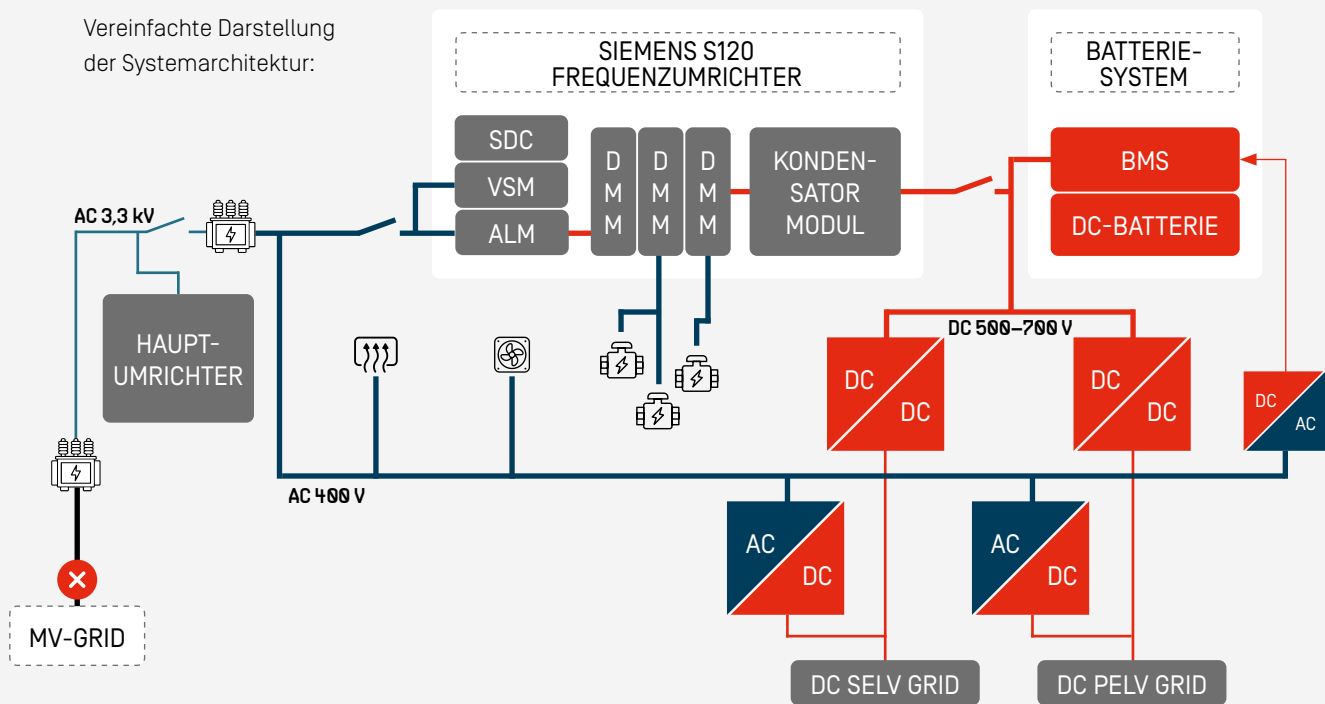 Vereinfachte Darstellung
der Systemarchitektur:
SIEMENS S120
FREQUENZUMRICHTER
BATTERIE-
SYSTEM
SDC
VSM
ALM
D
M
M
D
M
M
D
M
M
KONDEN-
SATOR
MODUL
BMS
DC-BATTERIE
AC 3,3 kV
HAUPT-
UMRICHTER
DC 500–700 V
DC
DC
DC
DC
DC
AC
AC 400 V
AC
DC
AC
DC
MV-GRID
DC SELV GRID
DC PELV GRID